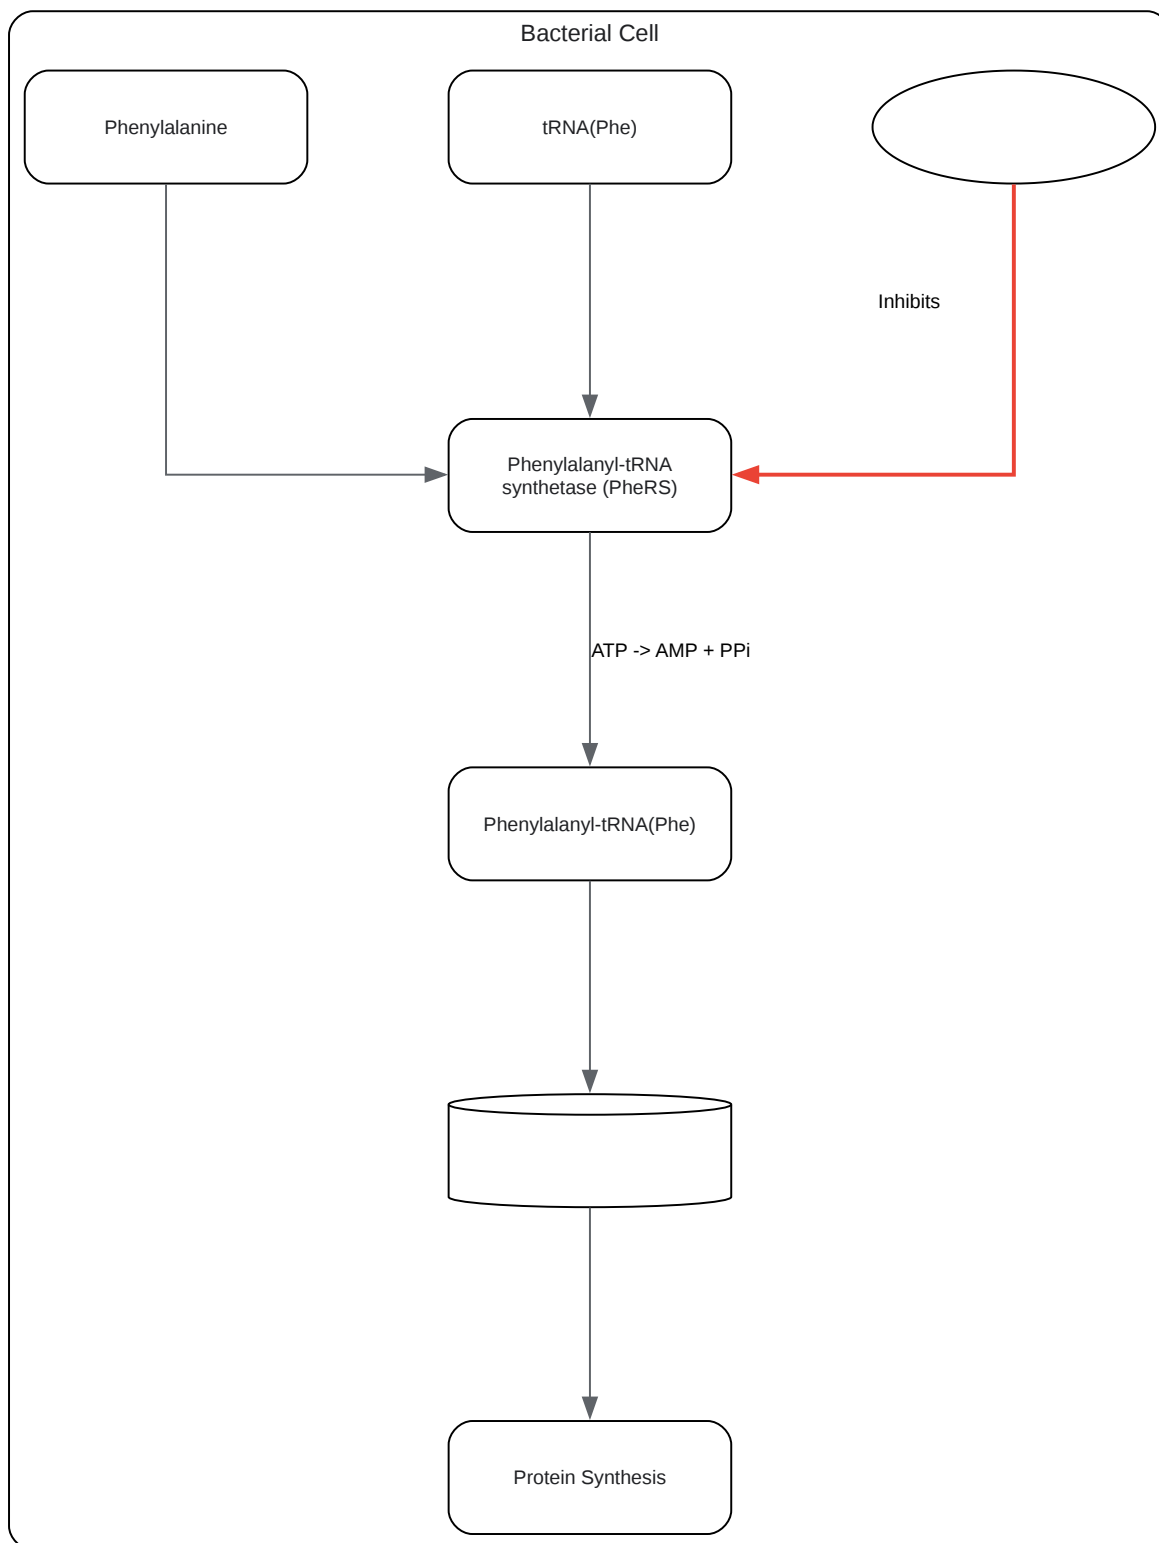 Bacterial Cell
Phenylalanine
tRNA(Phe)
Inhibits
Phenylalanyl-tRNA
synthetase (PheRS)
ATP -> AMP + PPi
Phenylalanyl-tRNA(Phe)
Protein Synthesis